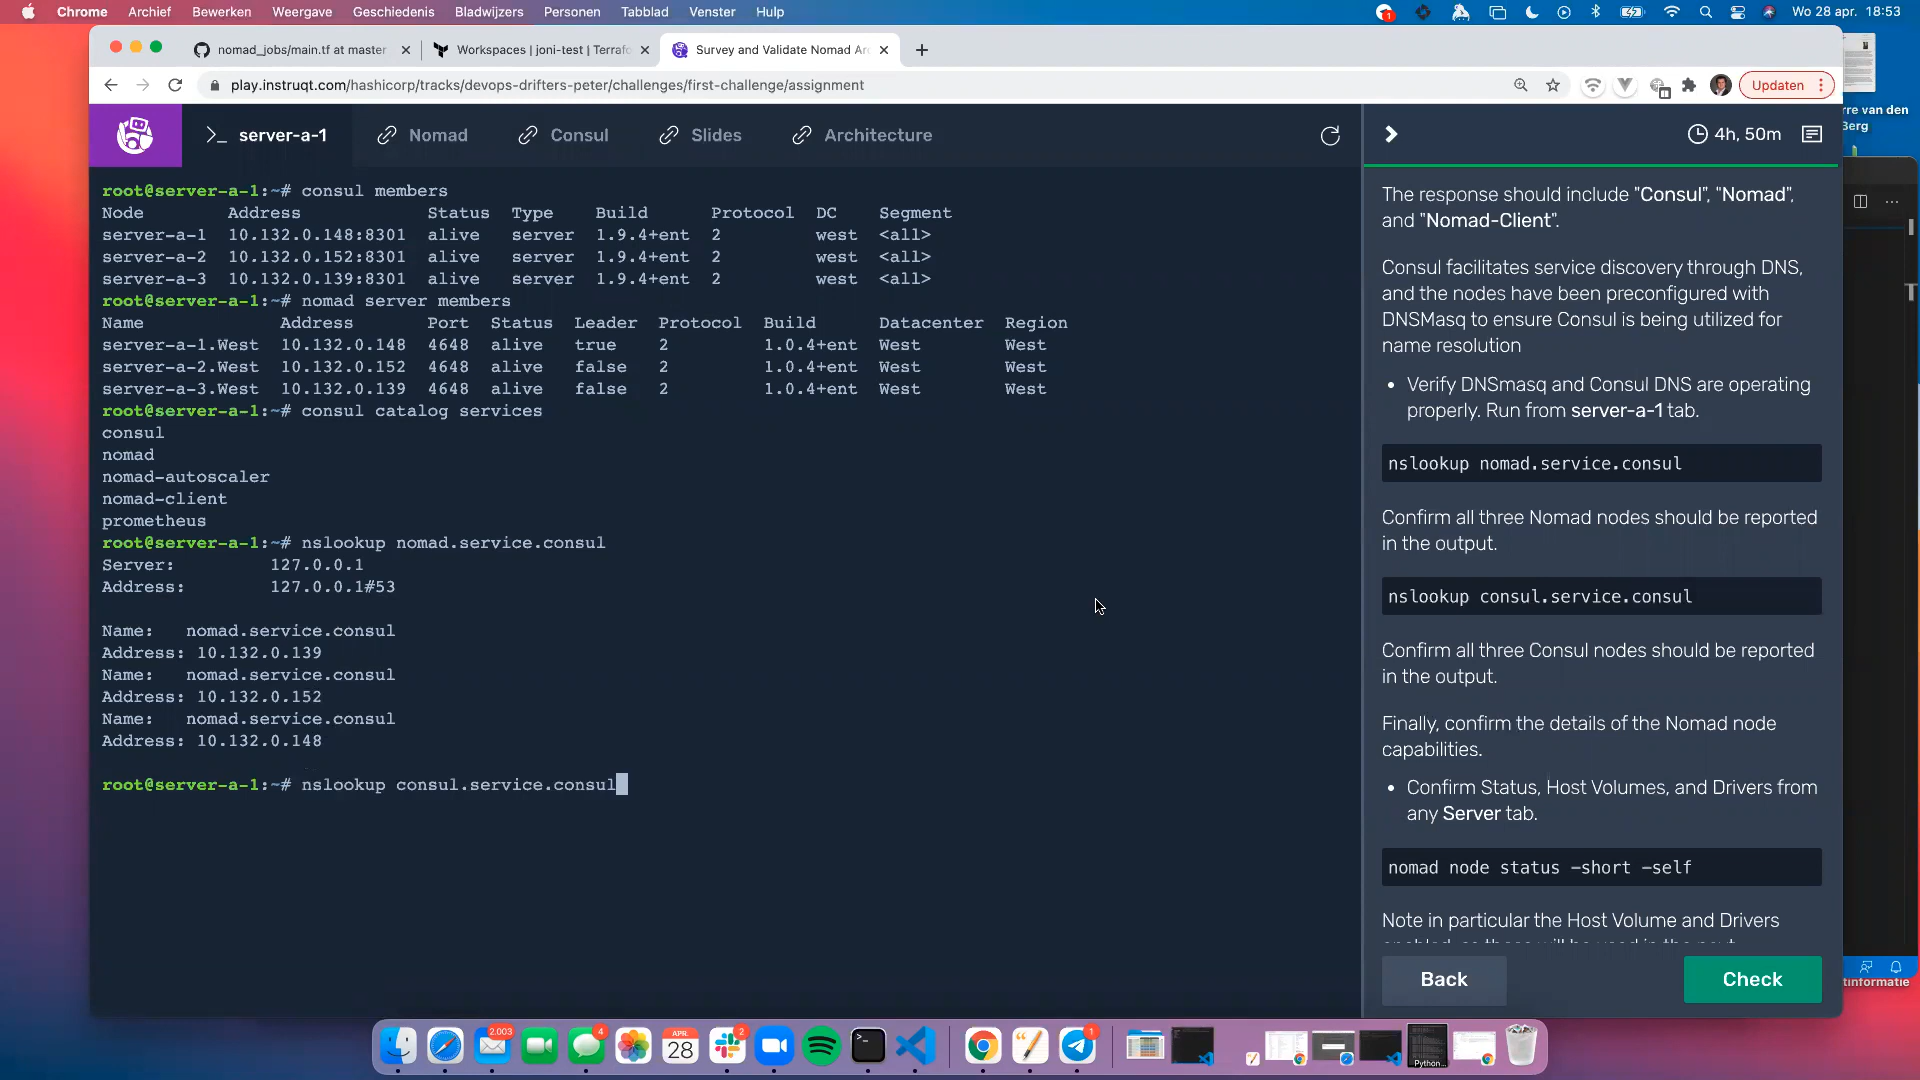 Chrome Archief Bewerken Weergave Geschiedenis Bladwijzers Personen Tabblad Venster Hulp Wo 28 apr. 18:53
nomad_jobs/main.tf at master Workspaces | joni-test | Terrafo Survey and Validate Nomad Arc
play.instruqt.com/hashicorp/tracks/devops-drifters-peter/challenges/first-challenge/assignment Updaten
rre van den
Berg
>_ server-a-1 Nomad Consul Slides Architecture 4h, 50m
root@server-a-1:~# consul members
Node Address Status Type Build Protocol DC Segment
server-a-1 10.132.0.148:8301 alive server 1.9.4+ent 2 west <all>
server-a-2 10.132.0.152:8301 alive server 1.9.4+ent 2 west <all>
server-a-3 10.132.0.139:8301 alive server 1.9.4+ent 2 west <all>
root@server-a-1:~# nomad server members
Name Address Port Status Leader Protocol Build Datacenter Region
server-a-1.West 10.132.0.148 4648 alive true 2 1.0.4+ent West West
server-a-2.West 10.132.0.152 4648 alive false 2 1.0.4+ent West West
server-a-3.West 10.132.0.139 4648 alive false 2 1.0.4+ent West West
root@server-a-1:~# consul catalog services
consul
nomad
nomad-autoscaler
nomad-client
prometheus
root@server-a-1:~# nslookup nomad.service.consul
Server: 127.0.0.1
Address: 127.0.0.1#53
Name: nomad.service.consul
Address: 10.132.0.139
Name: nomad.service.consul
Address: 10.132.0.152
Name: nomad.service.consul
Address: 10.132.0.148
root@server-a-1:~# nslookup consul.service.consul
The response should include "Consul", "Nomad",
and "Nomad-Client".
Consul facilitates service discovery through DNS,
and the nodes have been preconfigured with
DNSMasq to ensure Consul is being utilized for
name resolution
• Verify DNSmasq and Consul DNS are operating
properly. Run from server-a-1 tab.
nslookup nomad.service.consul
Confirm all three Nomad nodes should be reported
in the output.
nslookup consul.service.consul
Confirm all three Consul nodes should be reported
in the output.
Finally, confirm the details of the Nomad node
capabilities.
• Confirm Status, Host Volumes, and Drivers from
any Server tab.
nomad node status -short -self
Note in particular the Host Volume and Drivers
Back Check
tinformatie
2.003 4 APR. 28 2 1
Python...